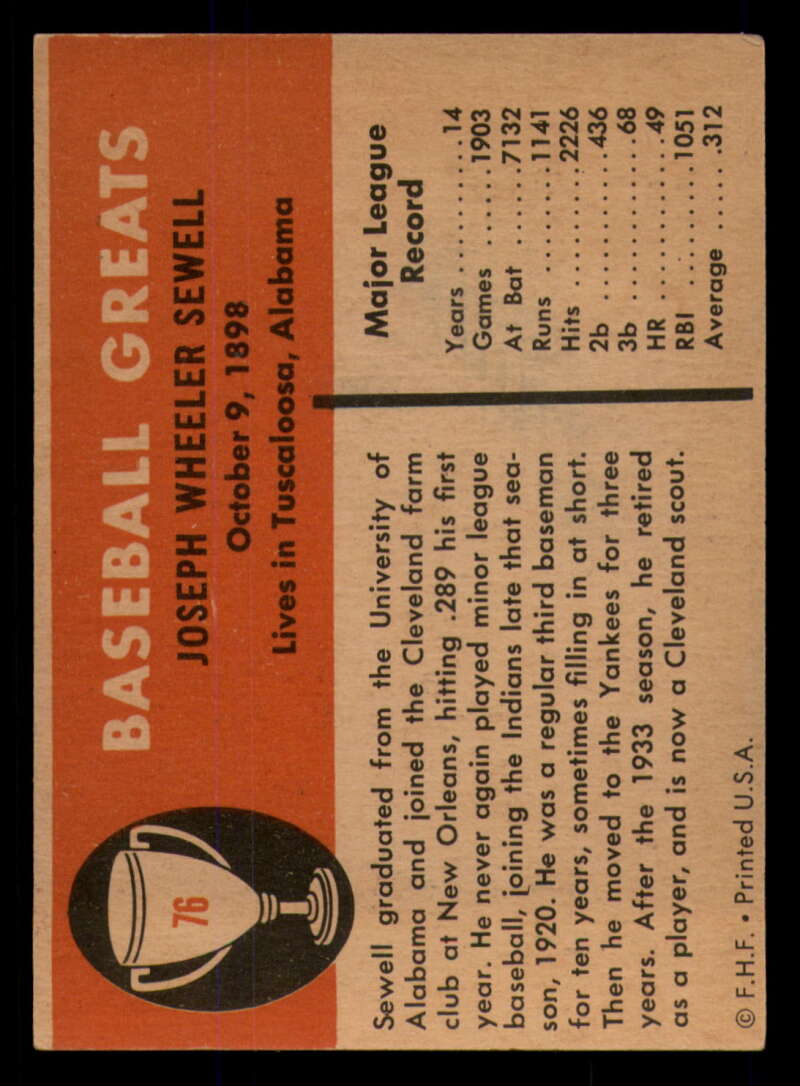 76
BASEBALL GREATS
JOSEPH WHEELER SEWELL
October 9, 1898
Lives in Tuscaloosa, Alabama
Sewell graduated from the University of
Alabama and joined the Cleveland farm
club at New Orleans, hitting .289 his first
year. He never again played minor league
baseball, joining the Indians late that sea-
son, 1920. He was a regular third baseman
for ten years, sometimes filling in at short.
Then he moved to the Yankees for three
years. After the 1933 season, he retired
as a player, and is now a Cleveland scout.
© F.H.F. • Printed U.S.A.
Major League
Record
Years .........14
Games ......1903
At Bat ......7132
Runs .......1141
Hits ........2226
2b .........436
3b ..........68
HR ..........49
RBI ........1051
Average .....312